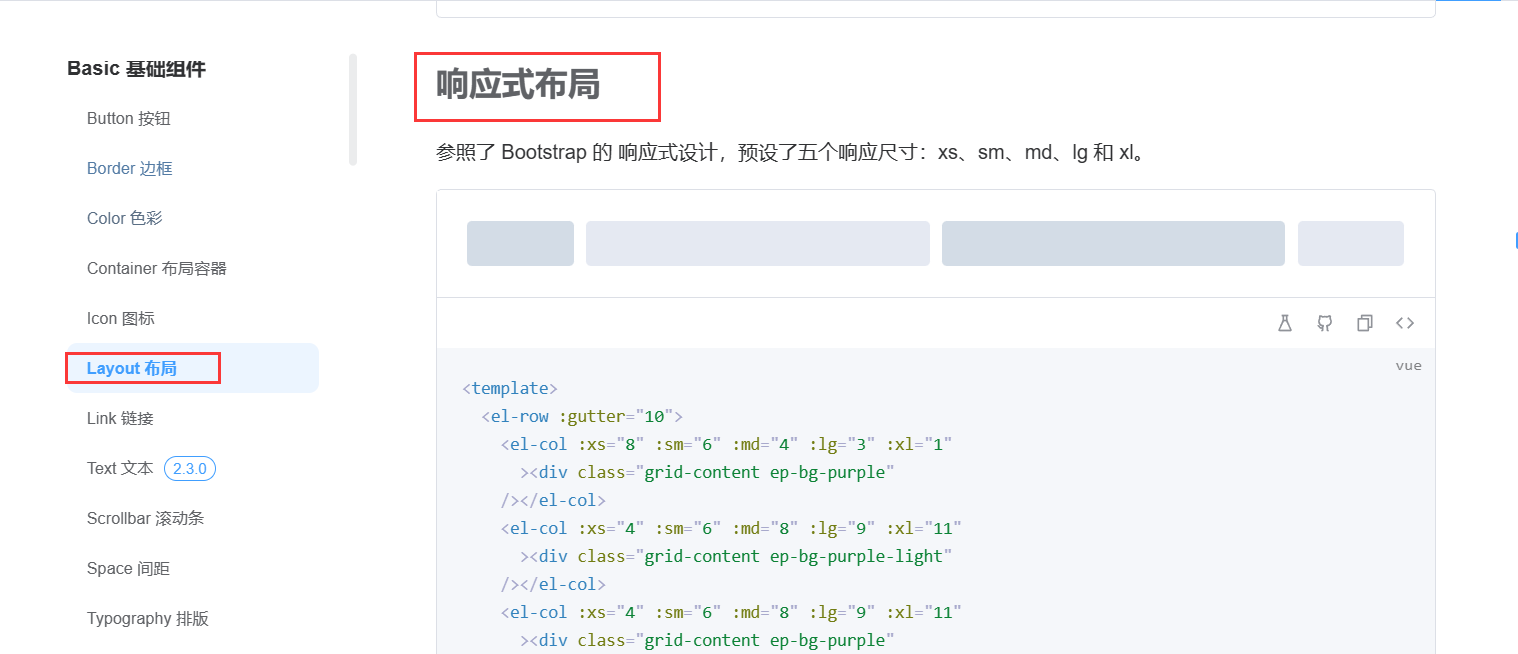 Basic 基础组件
Button 按钮
Border 边框
Color 色彩
Container 布局容器
Icon 图标
Layout 布局
Link 链接
Text 文本 2.3.0
Scrollbar 滚动条
Space 间距
Typography 排版
响应式布局
参照了 Bootstrap 的 响应式设计，预设了五个响应尺寸：xs、sm、md、lg 和 xl。
vue
<template>
<el-row :gutter="10">
<el-col :xs="8" :sm="6" :md="4" :lg="3" :xl="1"
><div class="grid-content ep-bg-purple"
/></el-col>
<el-col :xs="4" :sm="6" :md="8" :lg="9" :xl="11"
><div class="grid-content ep-bg-purple-light"
/></el-col>
<el-col :xs="4" :sm="6" :md="8" :lg="9" :xl="11"
><div class="grid-content ep-bg-purple"